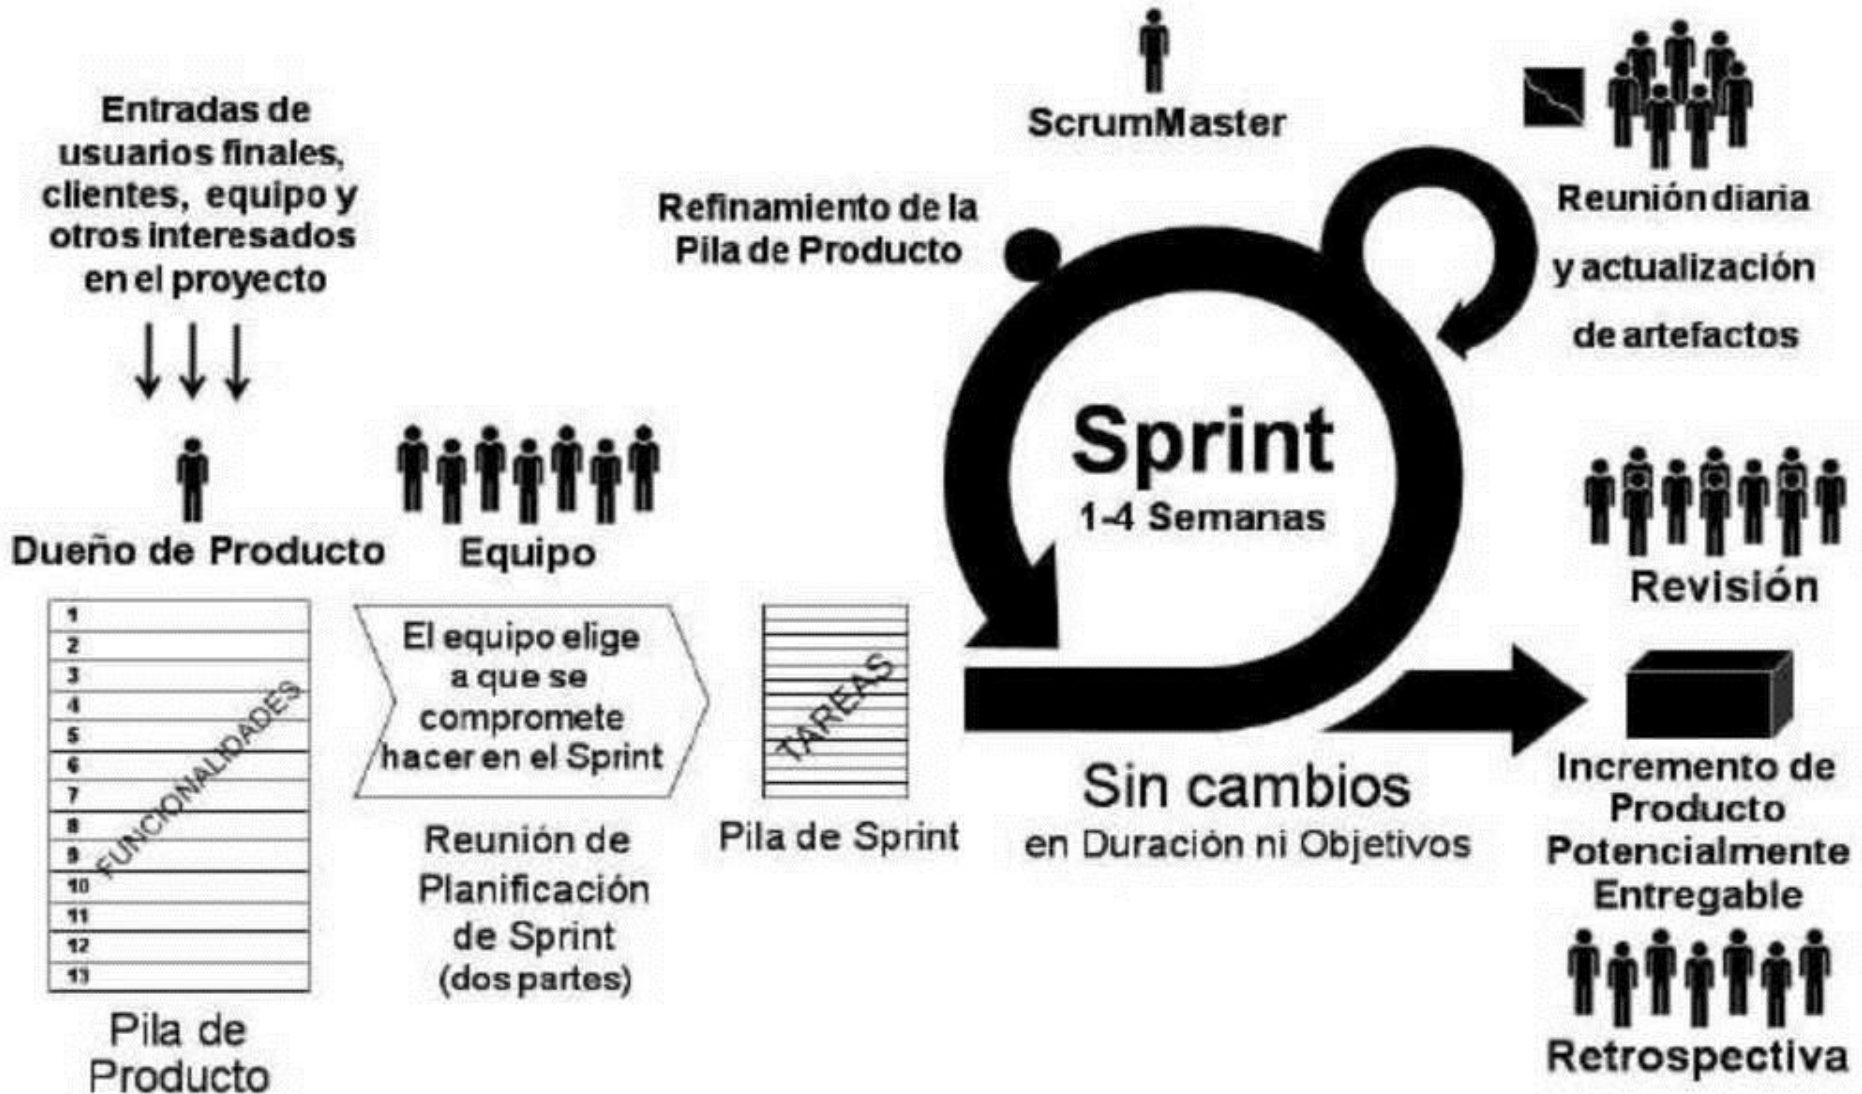 Entradas de
usuarios finales,
clientes, equipo y
otros interesados
en el proyecto
Dueño de Producto
1
2
3
4
5
6
7
8
9
10
11
12
13
FUNCIONALIDADES
Pila de
Producto
Equipo
El equipo elige
a que se
compromete
hacer en el Sprint
Reunión de
Planificación
de Sprint
(dos partes)
TAREAS
Pila de Sprint
Refinamiento de la
Pila de Producto
ScrumMaster
Sprint
1-4 Semanas
Sin cambios
en Duración ni Objetivos
Reunión diaria
y actualización
de artefactos
Revisión
Incremento de
Producto
Potencialmente
Entregable
Retrospectiva